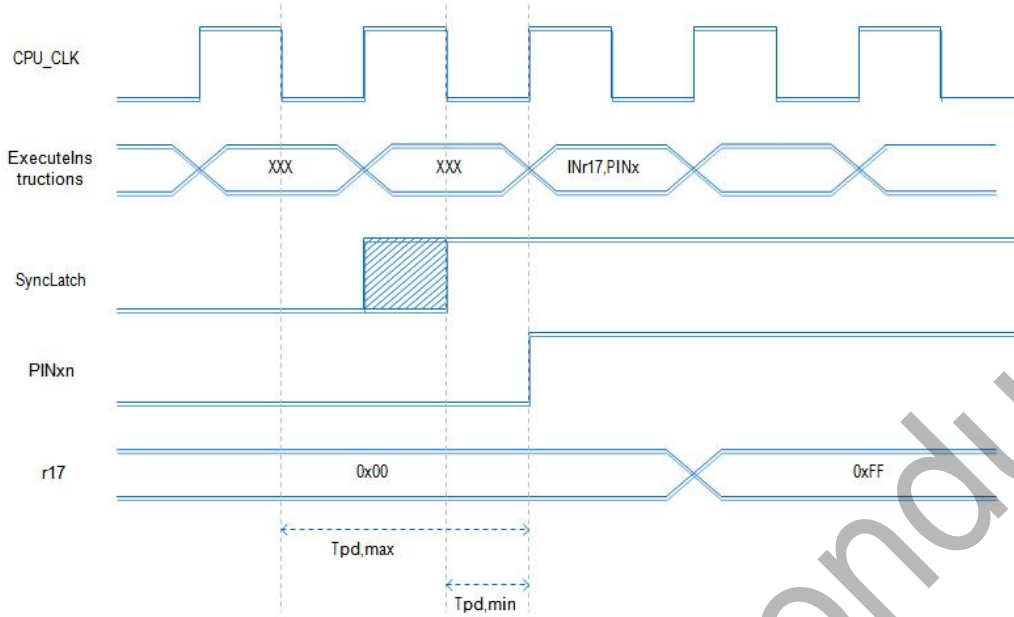 CPU_CLK
ExecuteIns
tructions
XXX
XXX
INr17,PINx
SyncLatch
PINxn
r17
0x00
0xFF
Tpd,max
Tpd,min